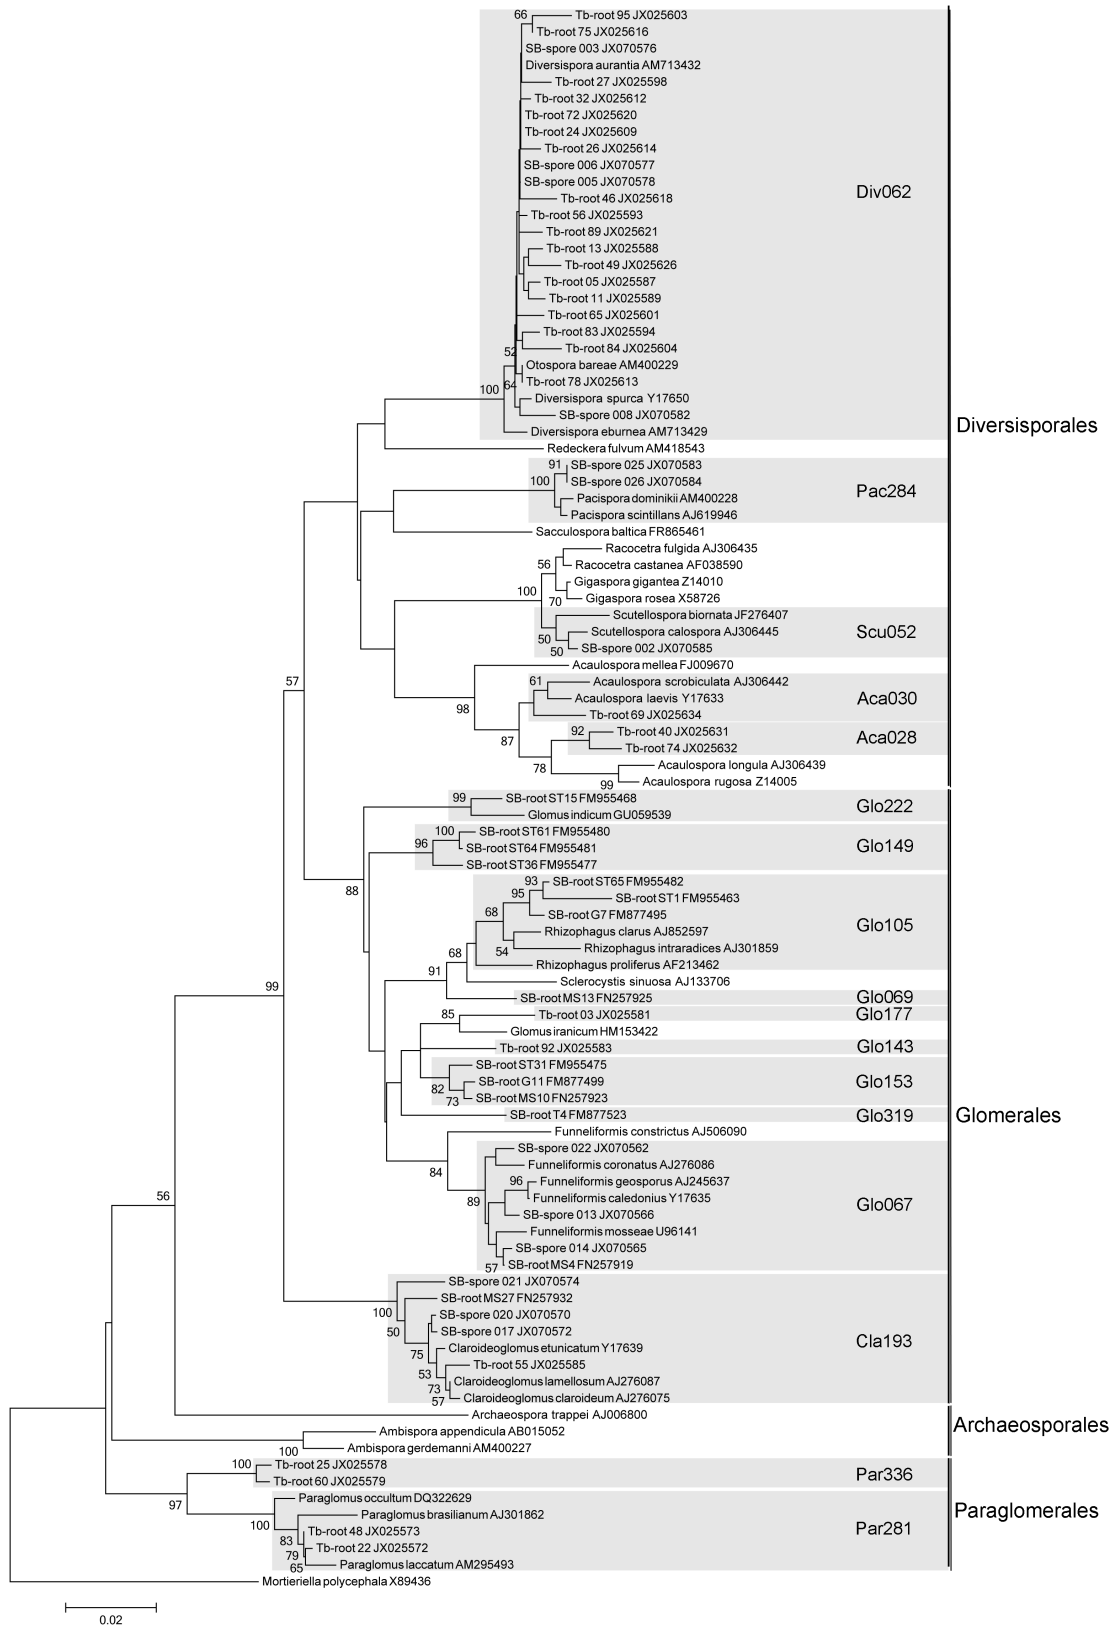 66
Tb-root 95 JX025603
Tb-root 75 JX025616
SB-spore 003 JX070576
Diversispora aurantia AM713432
Tb-root 27 JX025598
Tb-root 32 JX025612
Tb-root 72 JX025620
Tb-root 24 JX025609
Tb-root 26 JX025614
SB-spore 006 JX070577
SB-spore 005 JX070578
Div062
Tb-root 46 JX025618
Tb-root 56 JX025593
Tb-root 89 JX025621
Tb-root 13 JX025588
Tb-root 49 JX025626
Tb-root 05 JX025587
Tb-root 11 JX025589
Tb-root 65 JX025601
Tb-root 83 JX025594
Tb-root 84 JX025604
52
Otospora bareae AM400229
Tb-root 78 JX025613
64
100
Diversispora spurca Y17650
SB-spore 008 JX070582
Diversisporales
Diversispora eburnea AM713429
Redeckera fulvum AM418543
91
SB-spore 025 JX070583
100
SB-spore 026 JX070584
Pac284
Pacispora dominikii AM400228
Pacispora scintillans AJ619946
Sacculospora baltica FR865461
Racocetra fulgida AJ306435
56
Racocetra castanea AF038590
Gigaspora gigantea Z14010
100
Gigaspora rosea X58726
70
Scutellospora biornata JF276407
Scutellospora calospora AJ306445
Scu052
50
SB-spore 002 JX070585
50
Acaulospora mellea FJ009670
57
61
Acaulospora scrobiculata AJ306442
Acaulospora laevis Y17633
Aca030
98
Tb-root 69 JX025634
92
Tb-root 40 JX025631
Aca028
87
Tb-root 74 JX025632
78
Acaulospora longula AJ306439
Acaulospora rugosa Z14005
99
99
SB-root ST15 FM955468
Glo222
Glomus indicum GU059539
100
SB-root ST61 FM955480
96
SB-root ST64 FM955481
Glo149
SB-root ST36 FM955477
88
93
SB-root ST65 FM955482
95
SB-root ST1 FM955463
68
SB-root G7 FM877495
Glo105
Rhizophagus clarus AJ852597
54
Rhizophagus intraradices AJ301859
68
Rhizophagus proliferus AF213462
91
Sclerocystis sinuosa AJ133706
99
SB-root MS13 FN257925
Glo069
85
Tb-root 03 JX025581
Glo177
Glomus iranicum HM153422
Tb-root 92 JX025583
Glo143
SB-root ST31 FM955475
82
SB-root G11 FM877499
Glo153
73
SB-root MS10 FN257923
SB-root T4 FM877523
Glo319
Glomerales
Funneliformis constrictus AJ506090
84
SB-spore 022 JX070562
Funneliformis coronatus AJ276086
96
Funneliformis geosporus AJ245637
89
Funneliformis caledonius Y17635
Glo067
56
SB-spore 013 JX070566
Funneliformis mosseae U96141
SB-spore 014 JX070565
57
SB-root MS4 FN257919
SB-spore 021 JX070574
SB-root MS27 FN257932
100
SB-spore 020 JX070570
50
SB-spore 017 JX070572
Cla193
75
Claroideoglomus etunicatum Y17639
53
Tb-root 55 JX025585
73
Claroideoglomus lamellosum AJ276087
57
Claroideoglomus claroideum AJ276075
Archaespora trappei AJ006800
Archaeosporales
Ambispora appendicula AB015052
100
Ambispora gerdemanni AM400227
100
Tb-root 25 JX025578
Par336
Tb-root 60 JX025579
97
Paraglomus occultum DQ322629
Paraglomerales
100
Paraglomus brasilianum AJ301862
Par281
83
Tb-root 48 JX025573
79
Tb-root 22 JX025572
65
Paraglomus laccatum AM295493
Mortieriella polycephala X89436
0.02